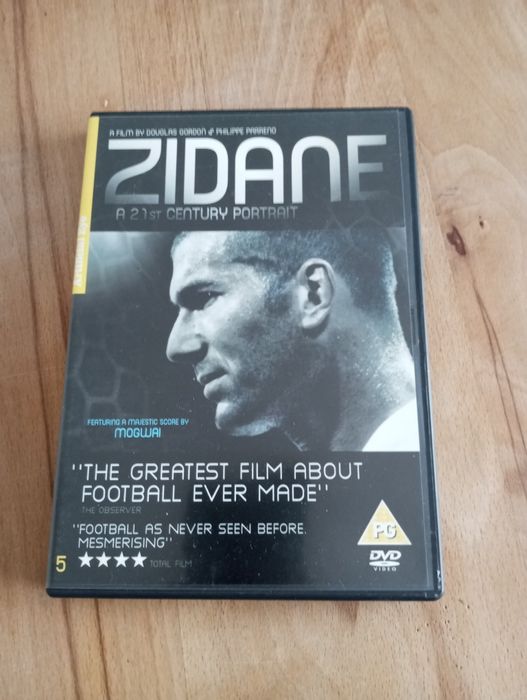 A FILM BY DOUGLAS GORDON & PHILIPPE PARRENO
ZIDANE
A 21ST CENTURY PORTRAIT
FEATURING A MAJESTIC SCORE BY
MOGWAI
"THE GREATEST FILM ABOUT
FOOTBALL EVER MADE"
THE OBSERVER
"FOOTBALL AS NEVER SEEN BEFORE.
MESMERISING"
5 ★★★★ TOTAL FILM
PG
DVD
VIDEO